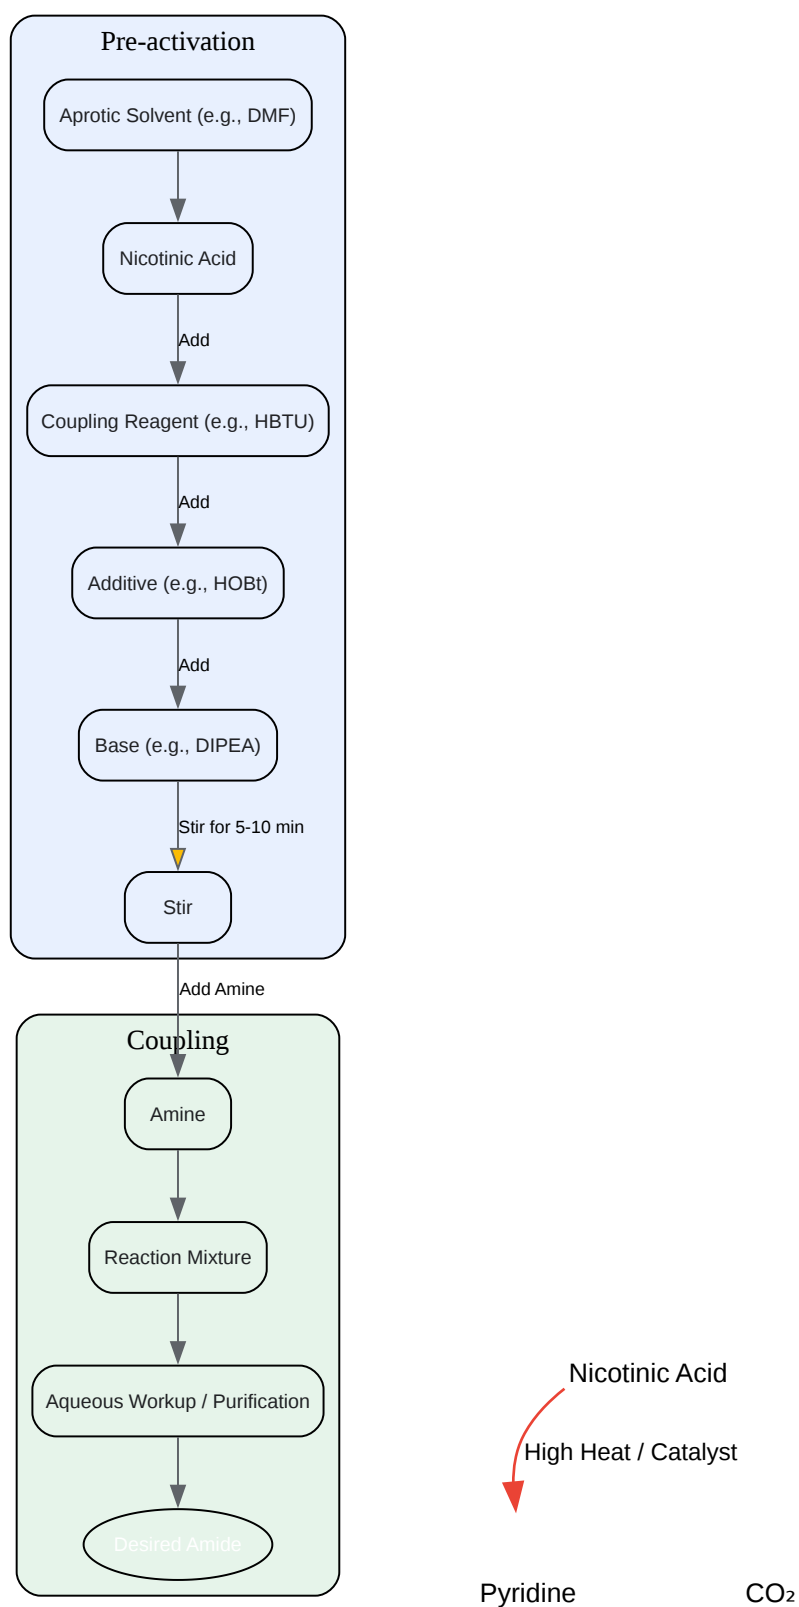 Pre-activation
Aprotic Solvent (e.g., DMF)
Nicotinic Acid
Add
Coupling Reagent (e.g., HBTU)
Add
Additive (e.g., HOBt)
Add
Base (e.g., DIPEA)
Stir for 5-10 min
Stir
Add Amine
Coupling
Amine
Reaction Mixture
Aqueous Workup / Purification
Desired Amide
Nicotinic Acid
High Heat / Catalyst
Pyridine
CO₂